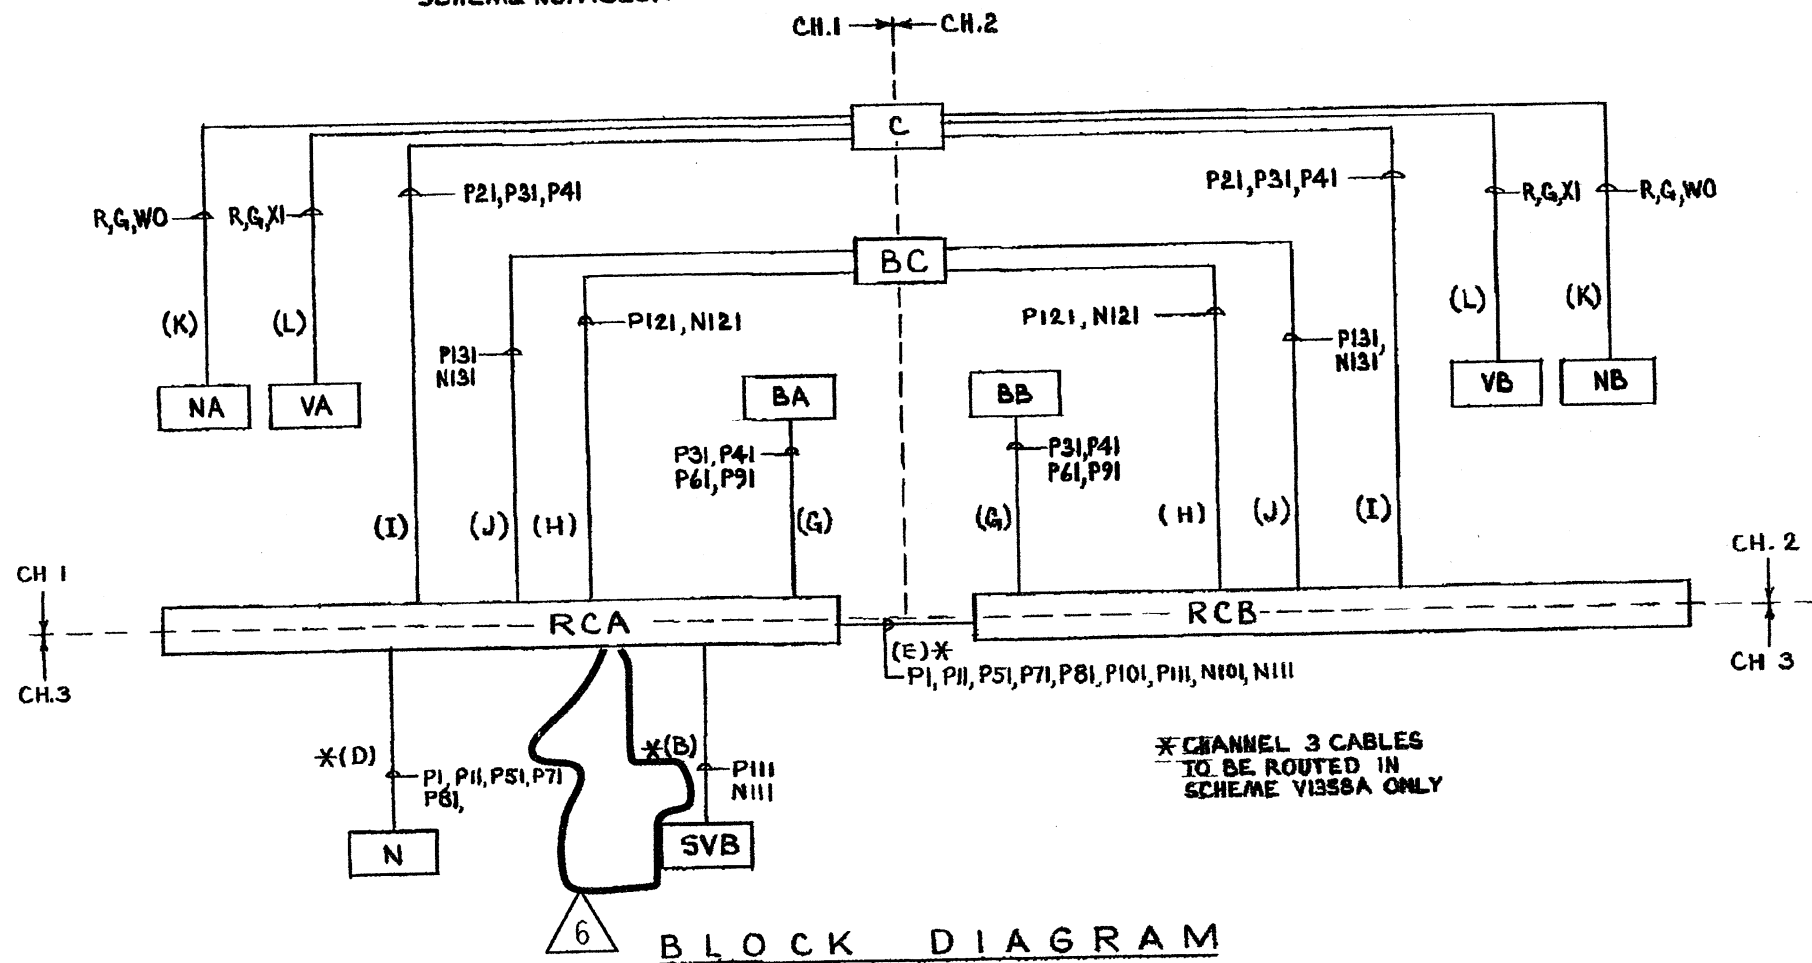 CH.1
CH.2
C
P21,P31,P41
P21,P31,P41
R,G,WO
R,G,X1
R,G,X1
R,G,WO
BC
(K)
(L)
P121,N121
P121,N121
(L)
(K)
P131
N131
P131,
N131
NA
VA
BA
BB
VB
NB
P31,P41
P61,P91
P31,P41
P61,P91
(I)
(J)
(H)
(G)
(G)
(H)
(J)
(I)
CH 1
CH. 2
RCA
RCB
CH.3
CH 3
(E)*
P1,P11,P51,P71,P81,P101,P111,N101,N111
*(D)
P1,P11,P51,P71
P81,
*(B)
P111
N111
* CHANNEL 3 CABLES
TO BE ROUTED IN
SCHEME V1358A ONLY
N
SVB
6
BLOCK DIAGRAM